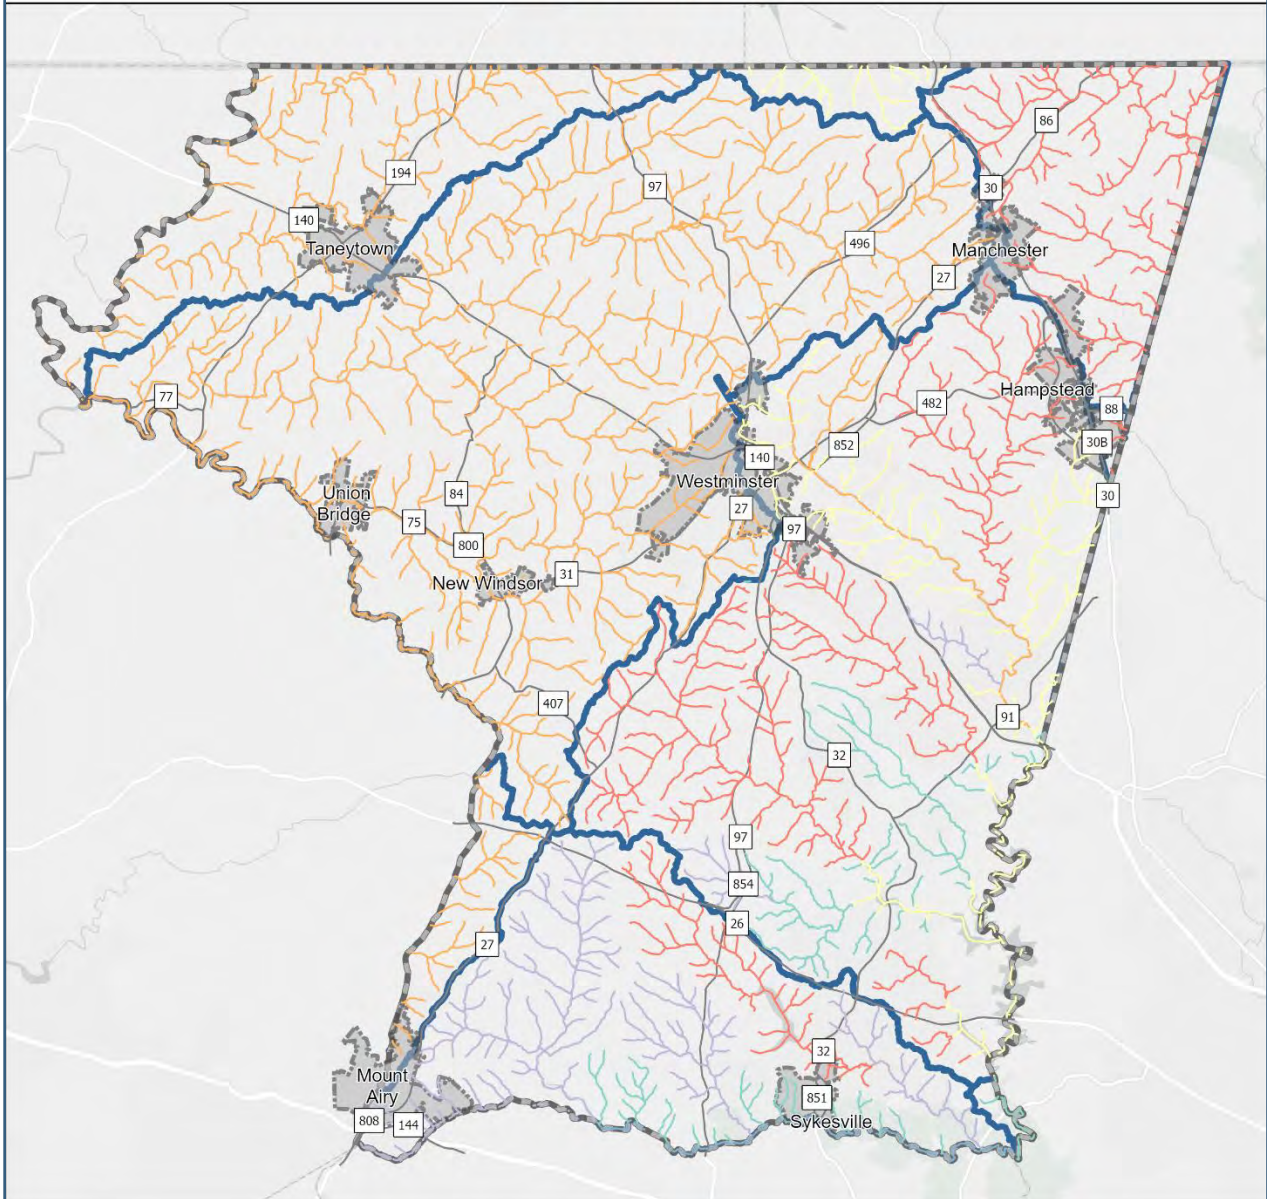 86
194
97
30
140
Taneytown
496
Manchester
27
77
Hampstead
482
88
852
30B
140
Westminster
Union
Bridge
84
30
27
75
97
800
New Windsor
31
407
91
32
97
854
26
27
32
Mount
Airy
851
808
144
Sykesville